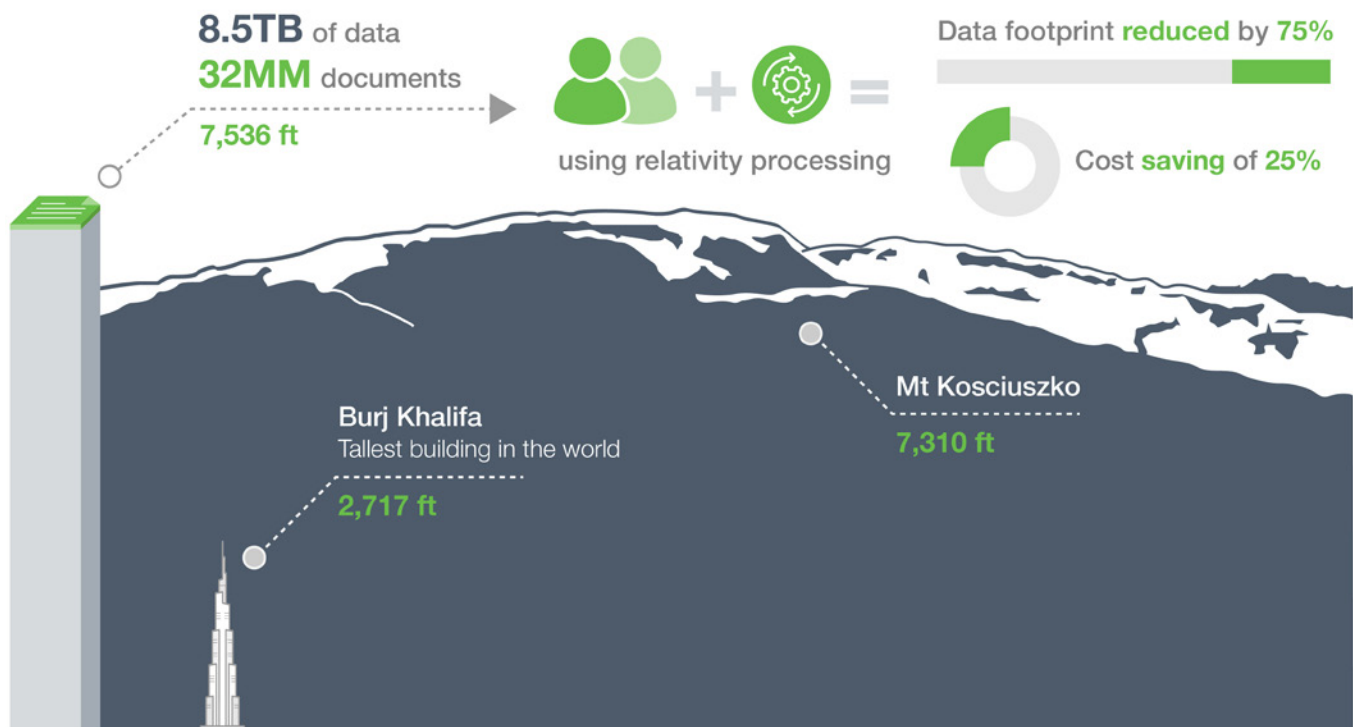 8.5TB of data
32MM documents
7,536 ft
using relativity processing
Data footprint reduced by 75%
Cost saving of 25%
Burj Khalifa
Tallest building in the world
2,717 ft
Mt Kosciuszko
7,310 ft